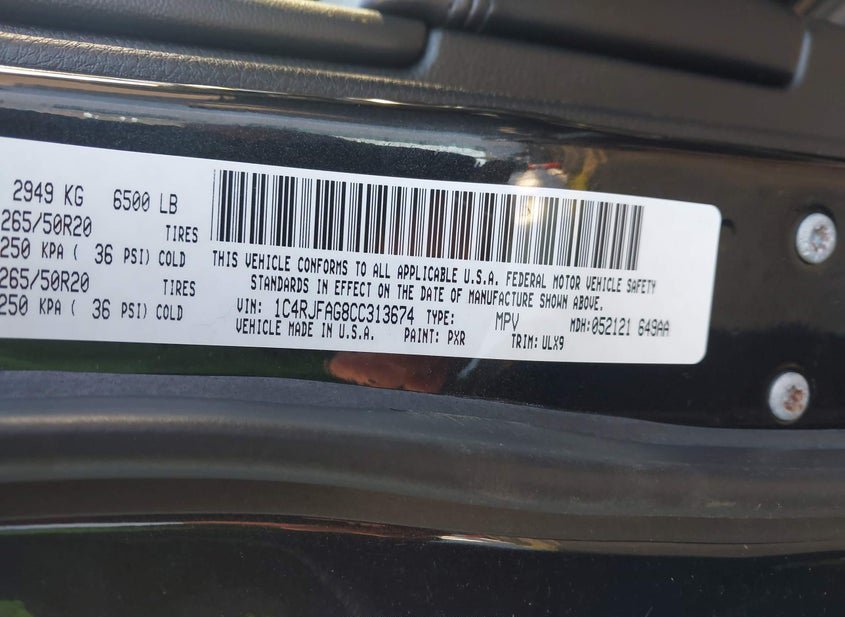 2949 KG 6500 LB
265/50R20 TIRES
250 KPA ( 36 PSI) COLD
265/50R20 TIRES
250 KPA ( 36 PSI) COLD
THIS VEHICLE CONFORMS TO ALL APPLICABLE U.S.A. FEDERAL MOTOR VEHICLE SAFETY
STANDARDS IN EFFECT ON THE DATE OF MANUFACTURE SHOWN ABOVE.
VIN: 1C4RJFAG8CC313674 TYPE: MPV MDH:052121 649AA
VEHICLE MADE IN U.S.A. PAINT: PXR TRIM: ULX9